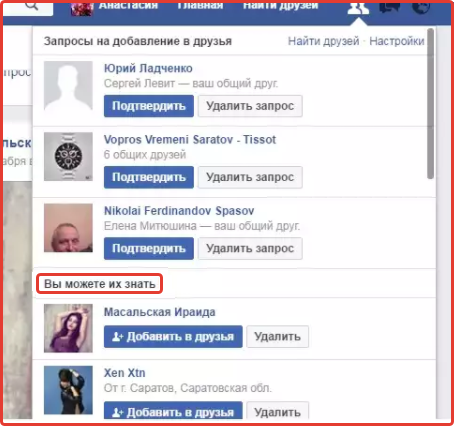 Анастасия Главная Найти друзей
Запросы на добавление в друзья Найти друзей · Настройки
Юрий Ладченко
Сергей Левит — ваш общий друг.
Подтвердить Удалить запрос
Vopros Vremeni Saratov - Tissot
6 общих друзей
Подтвердить Удалить запрос
Nikolai Ferdinandov Spasov
Елена Митюшина — ваш общий друг.
Подтвердить Удалить запрос
Вы можете их знать
Масальская Ираида
Добавить в друзья Удалить
Xen Xtn
От г. Саратов, Саратовская обл.
Добавить в друзья Удалить